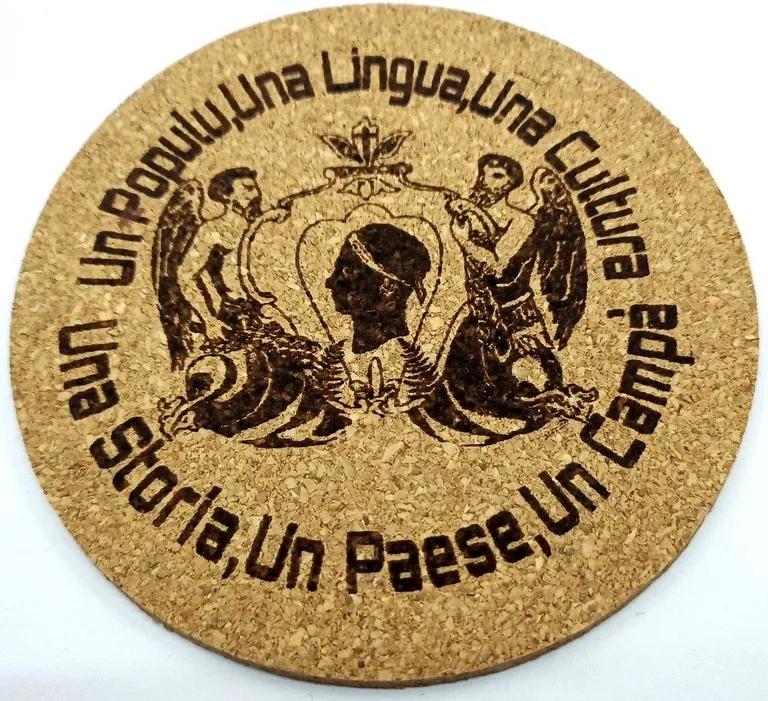 Un Populu,Una Lingua,Una Cultura
Una Storia,Un Paese,Un Campà